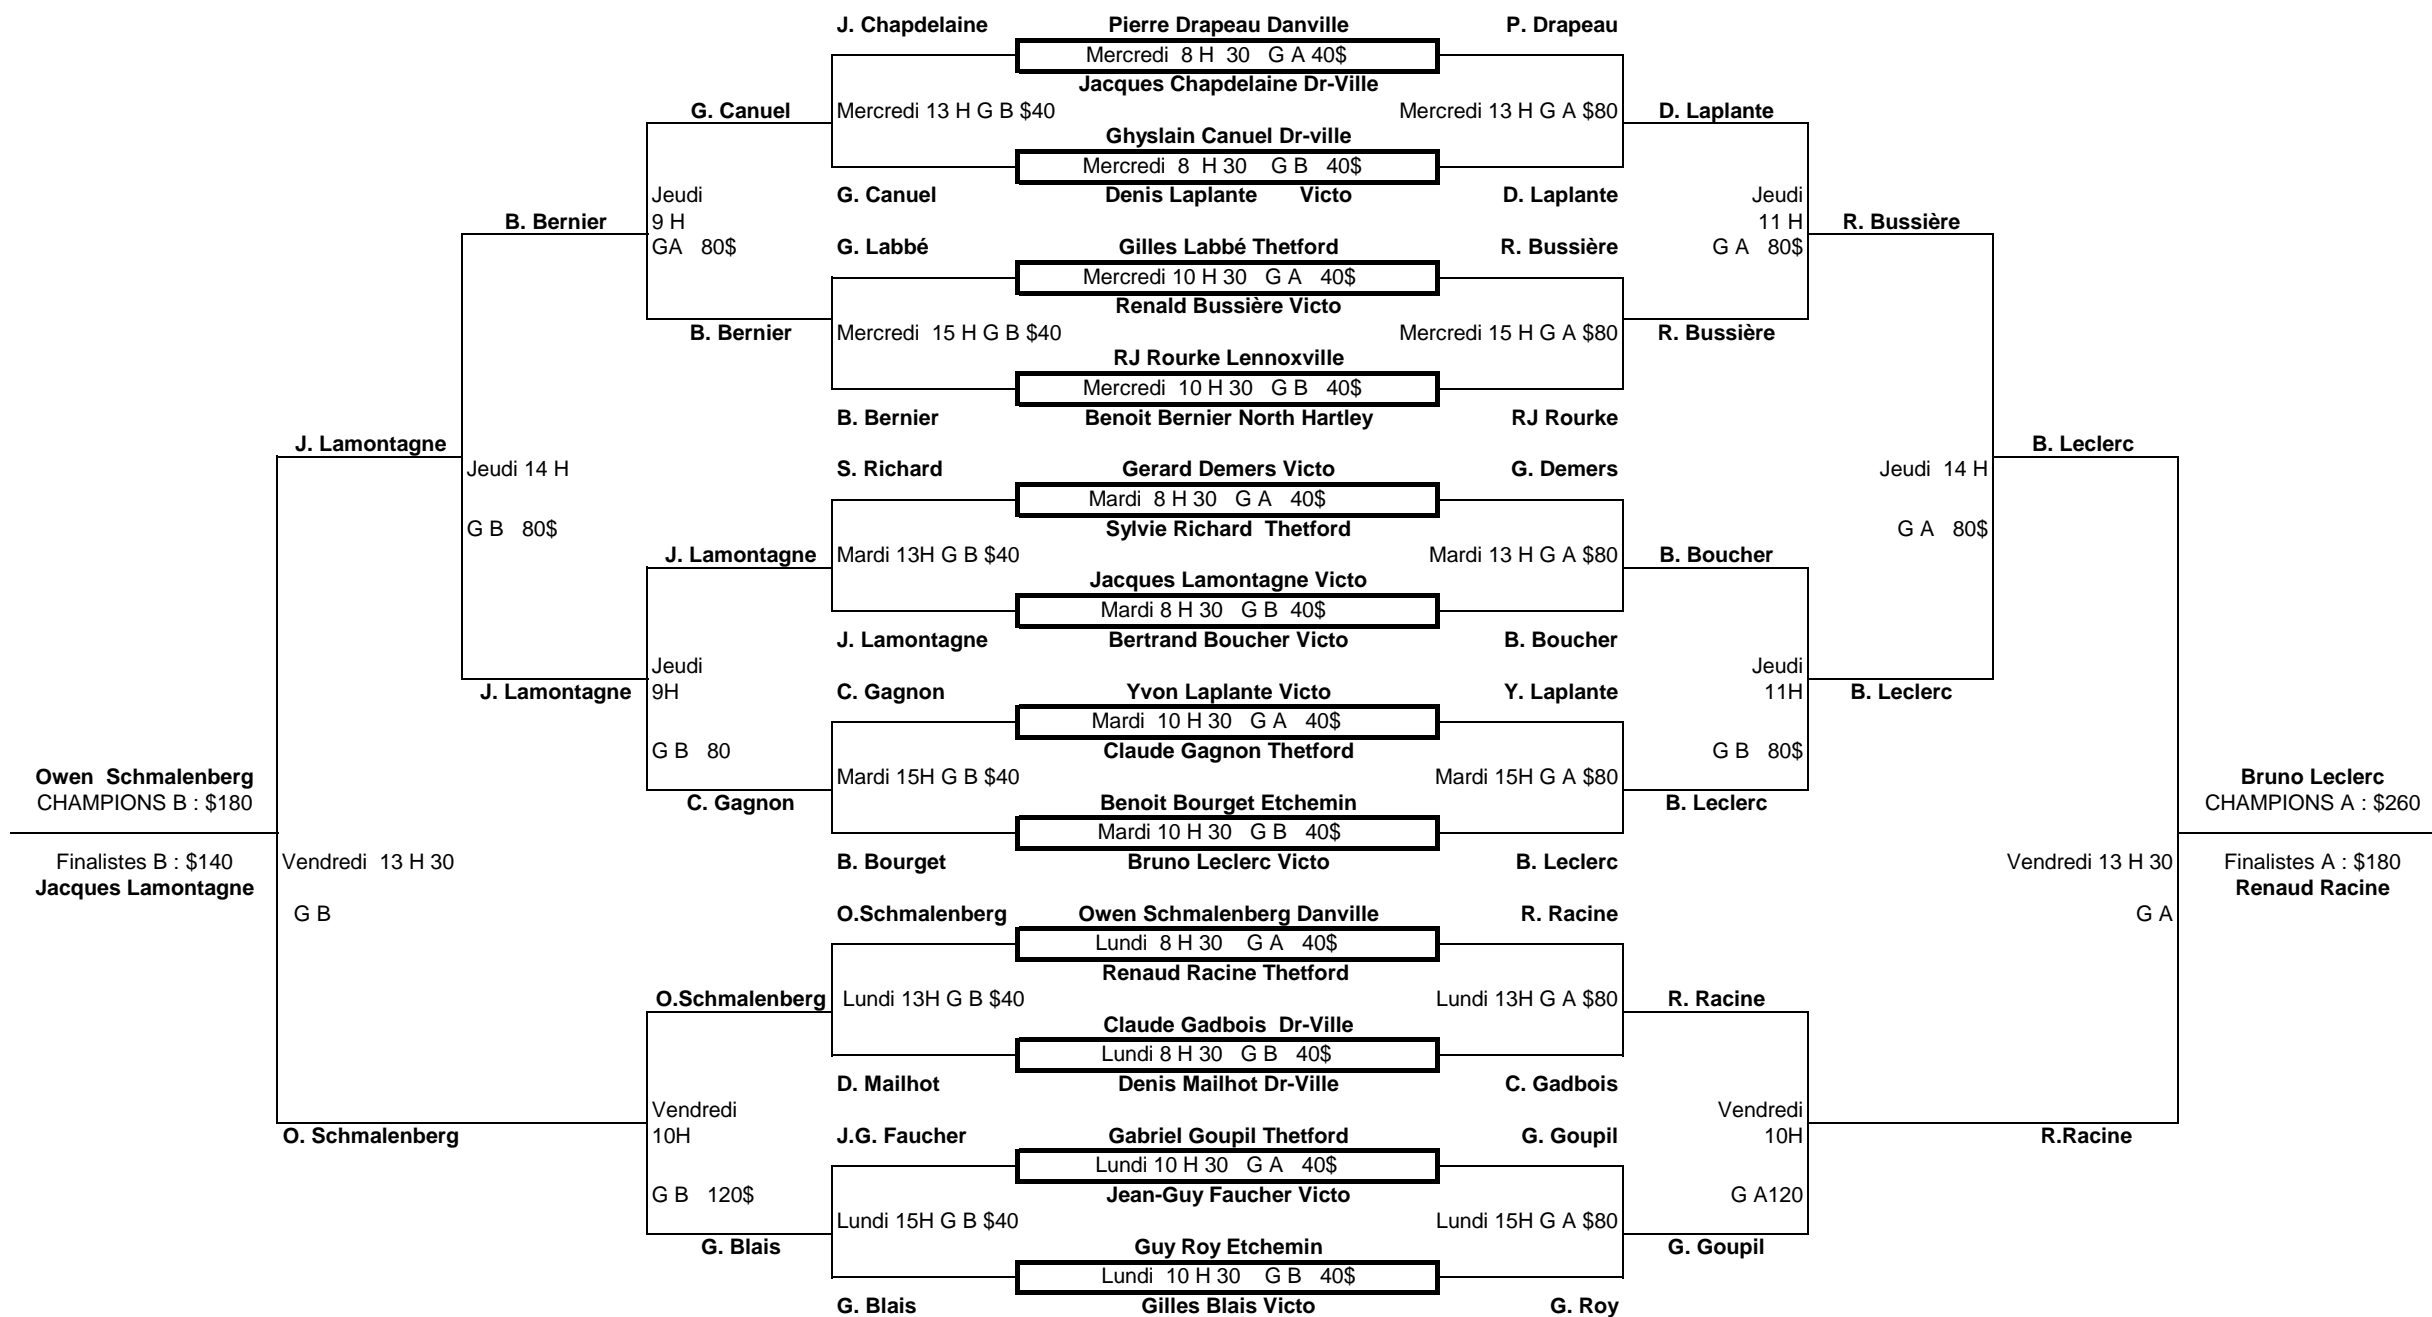 J. Chapdelaine Pierre Drapeau Danville P. Drapeau
Mercredi 8 H 30 G A 40$
Jacques Chapdelaine Dr-Ville
G. Canuel Mercredi 13 H G B $40 Mercredi 13 H G A $80 D. Laplante
Ghyslain Canuel Dr-ville
Mercredi 8 H 30 G B 40$
Jeudi G. Canuel Denis Laplante Victo D. Laplante Jeudi
B. Bernier 9 H 11 H R. Bussière
GA 80$ G. Labbé Gilles Labbé Thetford R. Bussière G A 80$
Mercredi 10 H 30 G A 40$
Renald Bussière Victo
B. Bernier Mercredi 15 H G B $40 Mercredi 15 H G A $80 R. Bussière
RJ Rourke Lennoxville
Mercredi 10 H 30 G B 40$
B. Bernier Benoit Bernier North Hartley RJ Rourke
J. Lamontagne B. Leclerc
Jeudi 14 H S. Richard Gerard Demers Victo G. Demers Jeudi 14 H
Mardi 8 H 30 G A 40$
G B 80$ Sylvie Richard Thetford G A 80$
J. Lamontagne Mardi 13H G B $40 Mardi 13 H G A $80 B. Boucher
Jacques Lamontagne Victo
Mardi 8 H 30 G B 40$
J. Lamontagne Bertrand Boucher Victo B. Boucher
Jeudi Jeudi
J. Lamontagne 9H C. Gagnon Yvon Laplante Victo Y. Laplante 11H B. Leclerc
Mardi 10 H 30 G A 40$
G B 80 Claude Gagnon Thetford G B 80$
Owen Schmalenberg Mardi 15H G B $40 Mardi 15H G A $80 Bruno Leclerc
CHAMPIONS B : $180 C. Gagnon Benoit Bourget Etchemin B. Leclerc CHAMPIONS A : $260
Mardi 10 H 30 G B 40$
Finalistes B : $140 Vendredi 13 H 30 B. Bourget Bruno Leclerc Victo B. Leclerc Vendredi 13 H 30 Finalistes A : $180
Jacques Lamontagne Renaud Racine
G B O.Schmalenberg Owen Schmalenberg Danville R. Racine G A
Lundi 8 H 30 G A 40$
Renaud Racine Thetford
O.Schmalenberg Lundi 13H G B $40 Lundi 13H G A $80 R. Racine
Claude Gadbois Dr-Ville
Lundi 8 H 30 G B 40$
D. Mailhot Denis Mailhot Dr-Ville C. Gadbois
Vendredi Vendredi
O. Schmalenberg 10H J.G. Faucher Gabriel Goupil Thetford G. Goupil 10H R.Racine
Lundi 10 H 30 G A 40$
G B 120$ Jean-Guy Faucher Victo G A120
Lundi 15H G B $40 Lundi 15H G A $80
G. Blais Guy Roy Etchemin G. Goupil
Lundi 10 H 30 G B 40$
G. Blais Gilles Blais Victo G. Roy